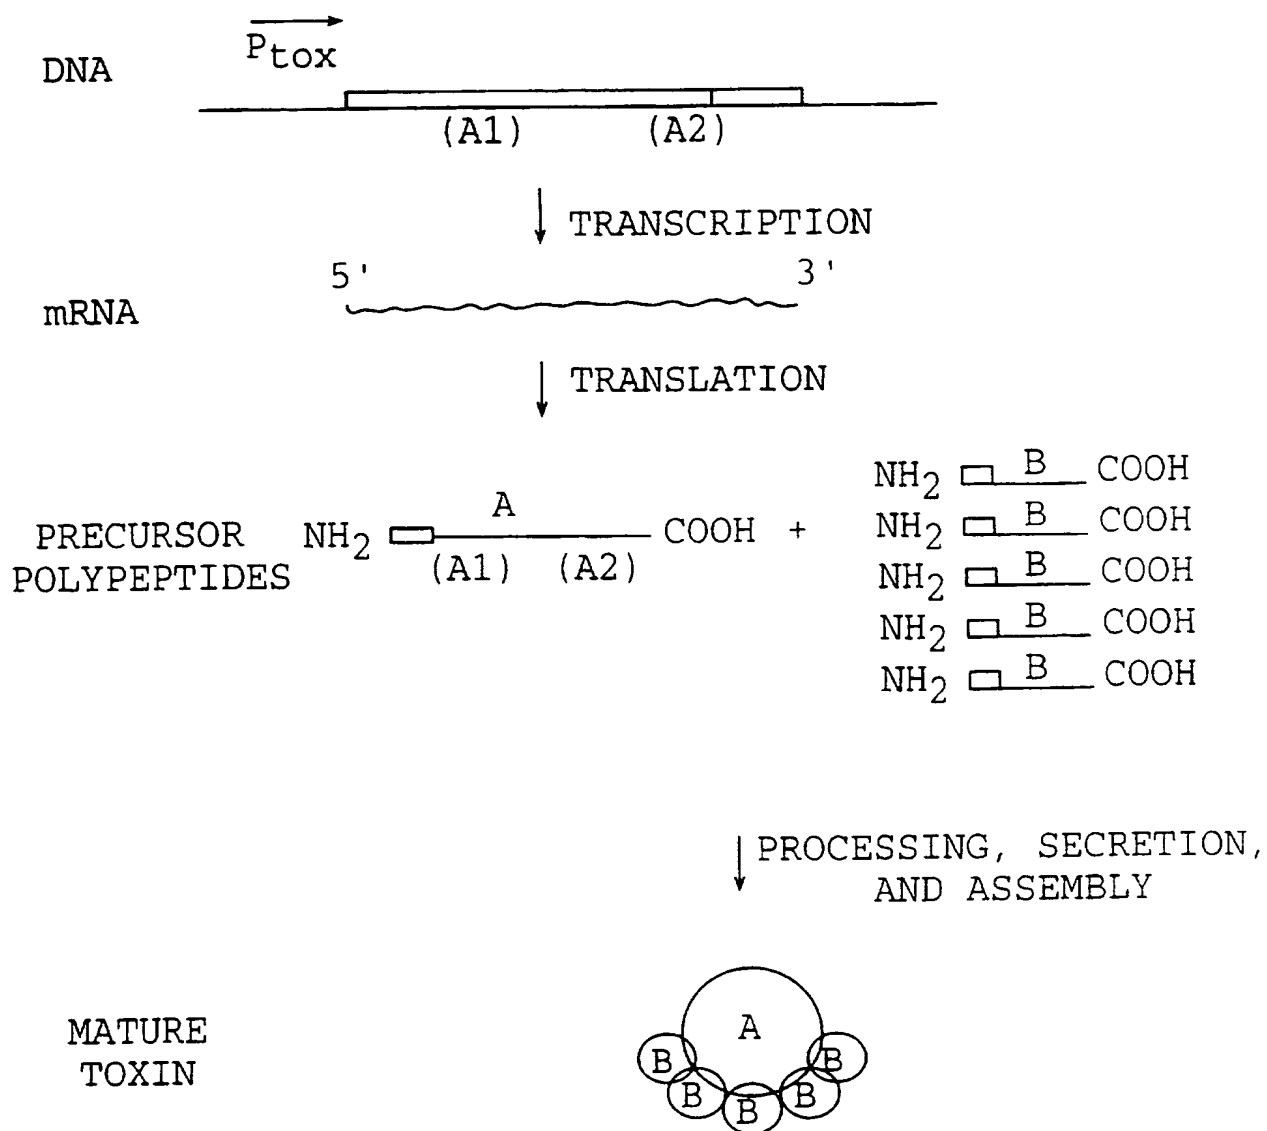 Ptox
DNA
(A1) (A2)
TRANSCRIPTION
5' 3'
mRNA
TRANSLATION
NH2 B COOH
NH2 B COOH
NH2 B COOH
NH2 B COOH
NH2 B COOH
PRECURSOR
POLYPEPTIDES
NH2 A COOH +
(A1) (A2)
PROCESSING, SECRETION,
AND ASSEMBLY
MATURE
TOXIN
A
B B B B B